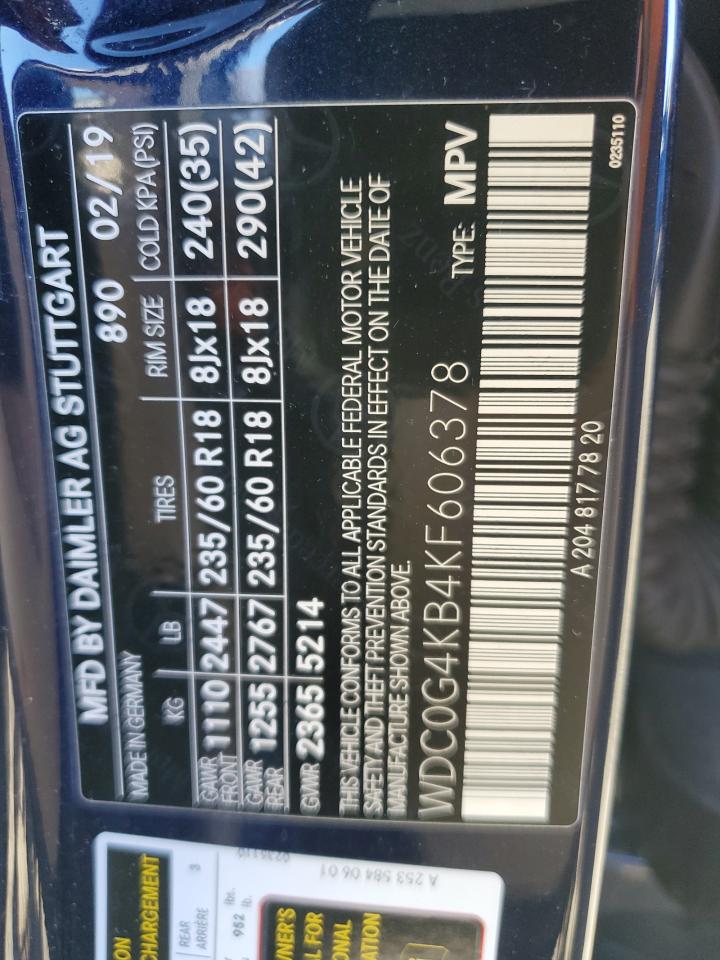 MFD BY DAIMLER AG STUTTGART
MADE IN GERMANY 890 02/19
KG LB TIRES RIM SIZE COLD KPA(PSI)
GAWR FRONT 1110 2447 235/60 R18 8Jx18 240(35)
GAWR REAR 1255 2767 235/60 R18 8Jx18 290(42)
GVWR 2365 5214
THIS VEHICLE CONFORMS TO ALL APPLICABLE FEDERAL MOTOR VEHICLE
SAFETY AND THEFT PREVENTION STANDARDS IN EFFECT ON THE DATE OF
MANUFACTURE SHOWN ABOVE.
WDC0G4KB4KF606378 TYPE: MPV
A 204 817 78 20 0235110
CHARGEMENT
REAR 3
ARRIÈRE
952 lbs.
0235110
A 253 584 06 01